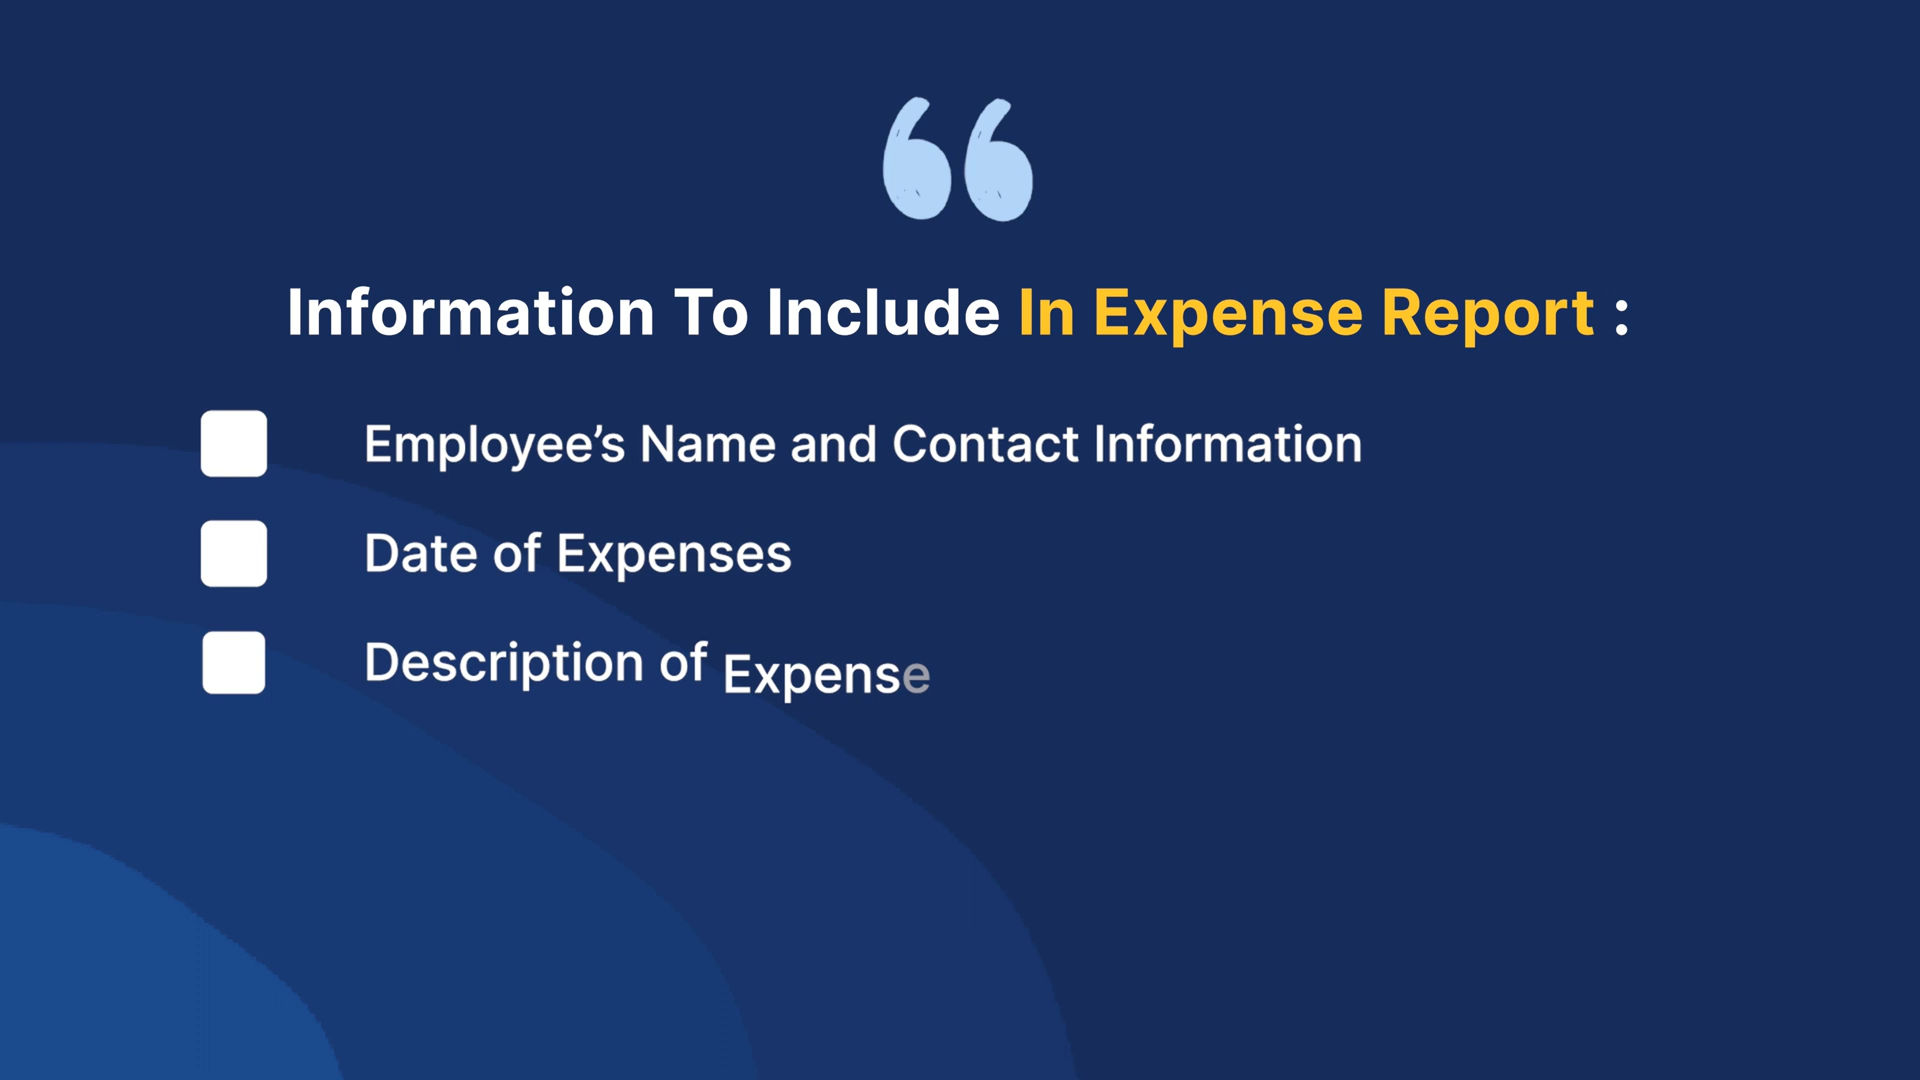 “
Information To Include In Expense Report :
Employee’s Name and Contact Information
Date of Expenses
Description of Expense